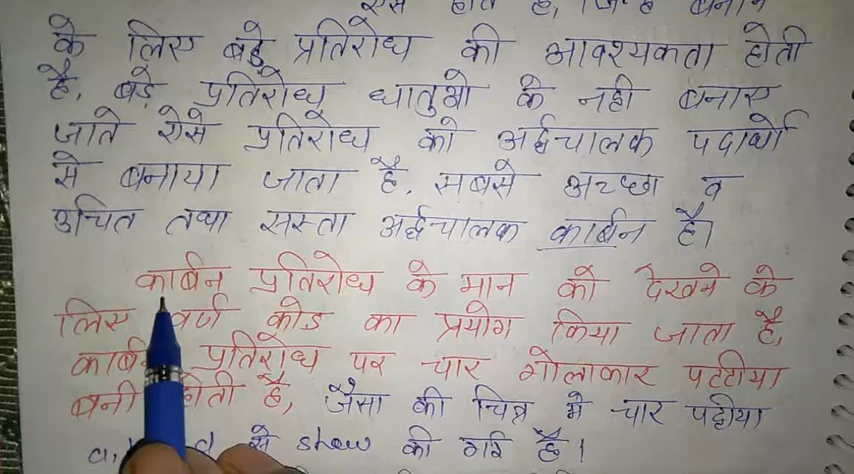 के लिए बड़े प्रतिरोध की आवश्यकता होती
है, बड़े प्रतिरोध धातुओ के नही बनाए
जाते ऐसे प्रतिरोध को अर्द्धचालक पदार्थो
से बनाया जाता है, सबसे अच्छा व
उचित तथा सस्ता अर्द्धचालक कार्बन है।
कार्बन प्रतिरोध के मान को देखने के
लिए वर्ण कोड का प्रयोग किया जाता है,
प्रतिरोध पर चार गोलाकार पट्टीया
बनी होती है, जैसा की चित्र मे चार पट्टीया
a, d से show की गई है।